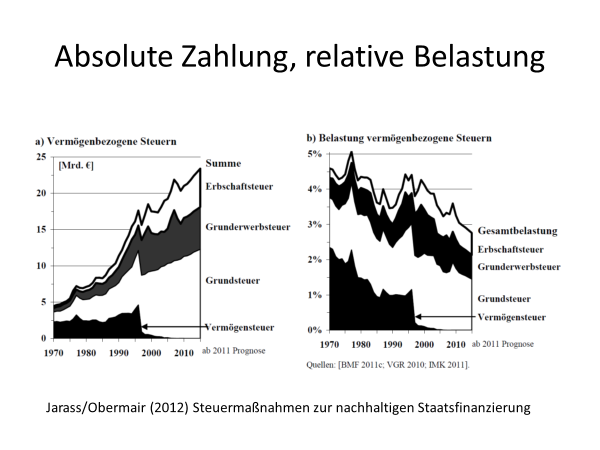 Absolute Zahlung, relative Belastung
a) Vermögenbezogene Steuern
[Mrd. €]
25
20
15
10
5
0
1970 1980 1990 2000 2010
ab 2011 Prognose
Summe
Erbschaftsteuer
Grunderwerbsteuer
Grundsteuer
Vermögensteuer
b) Belastung vermögenbezogene Steuern
5%
4%
3%
2%
1%
0%
1970 1980 1990 2000 2010
ab 2011 Prognose
Gesamtbelastung
Erbschaftsteuer
Grunderwerbsteuer
Grundsteuer
Vermögensteuer
Quellen: [BMF 2011c; VGR 2010; IMK 2011].
Jarass/Obermair (2012) Steuermaßnahmen zur nachhaltigen Staatsfinanzierung